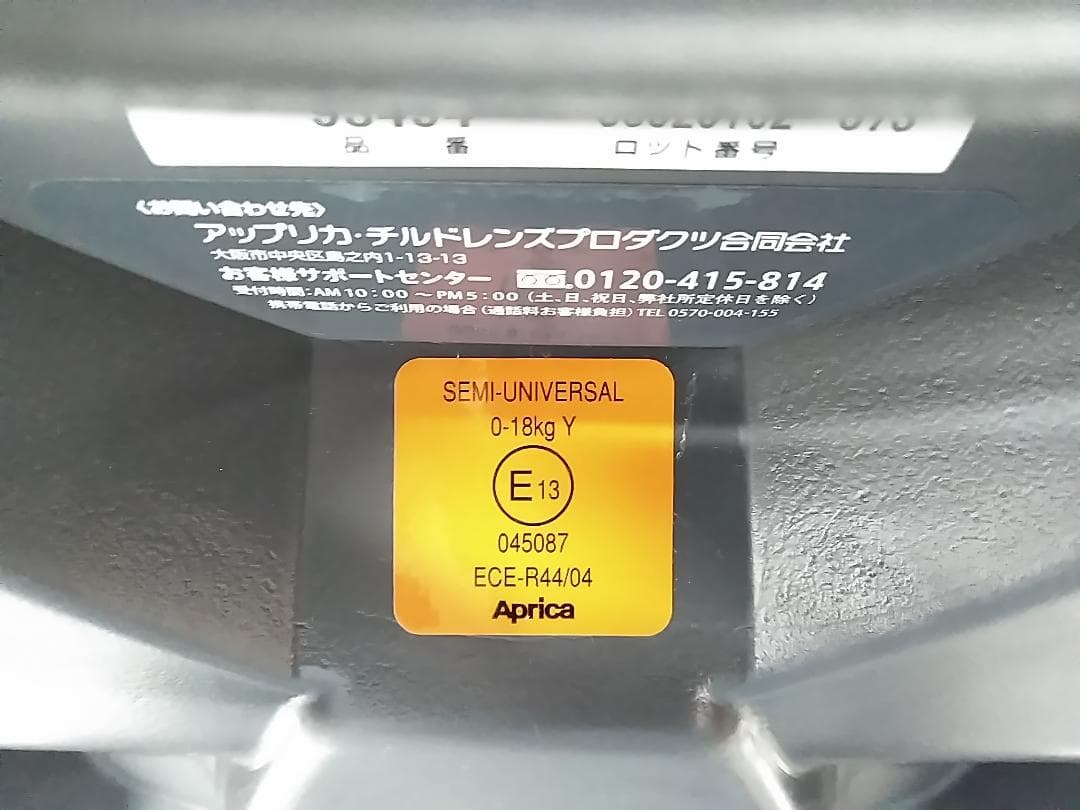 品番 ロット番号
〈お問い合わせ先〉
アップリカ・チルドレンズプロダクツ合同会社
大阪市中央区島之内1-13-13
お客様サポートセンター 0120-415-814
受付時間：AM10：00～PM5：00（土、日、祝日、弊社所定休日を除く）
携帯電話からご利用の場合（通話料お客様負担）TEL 0570-004-155
SEMI-UNIVERSAL
0-18kg Y
E 13
045087
ECE-R44/04
Aprica